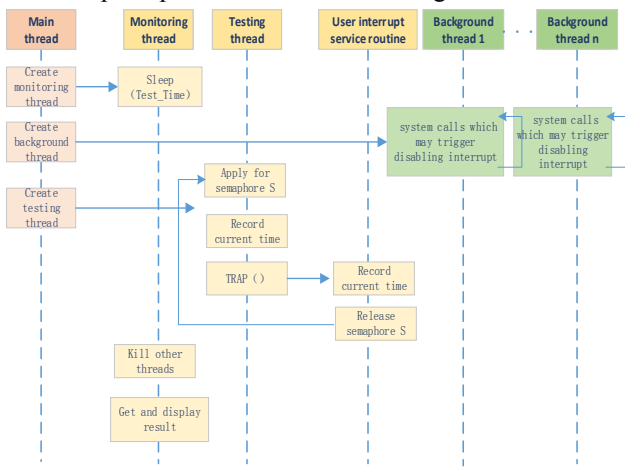 Main
thread
Monitoring
thread
Testing
thread
User interrupt
service routine
Background
thread 1
. . .
Background
thread n
Create
monitoring
thread
Sleep
(Test_Time)
Create
background
thread
system calls which
may trigger
disabling interrupt
system calls
which may trigger
disabling
interrupt
Create
testing
thread
Apply for
semaphore S
Record
current time
TRAP ()
Record
current time
Release
semaphore S
Kill other
threads
Get and display
result